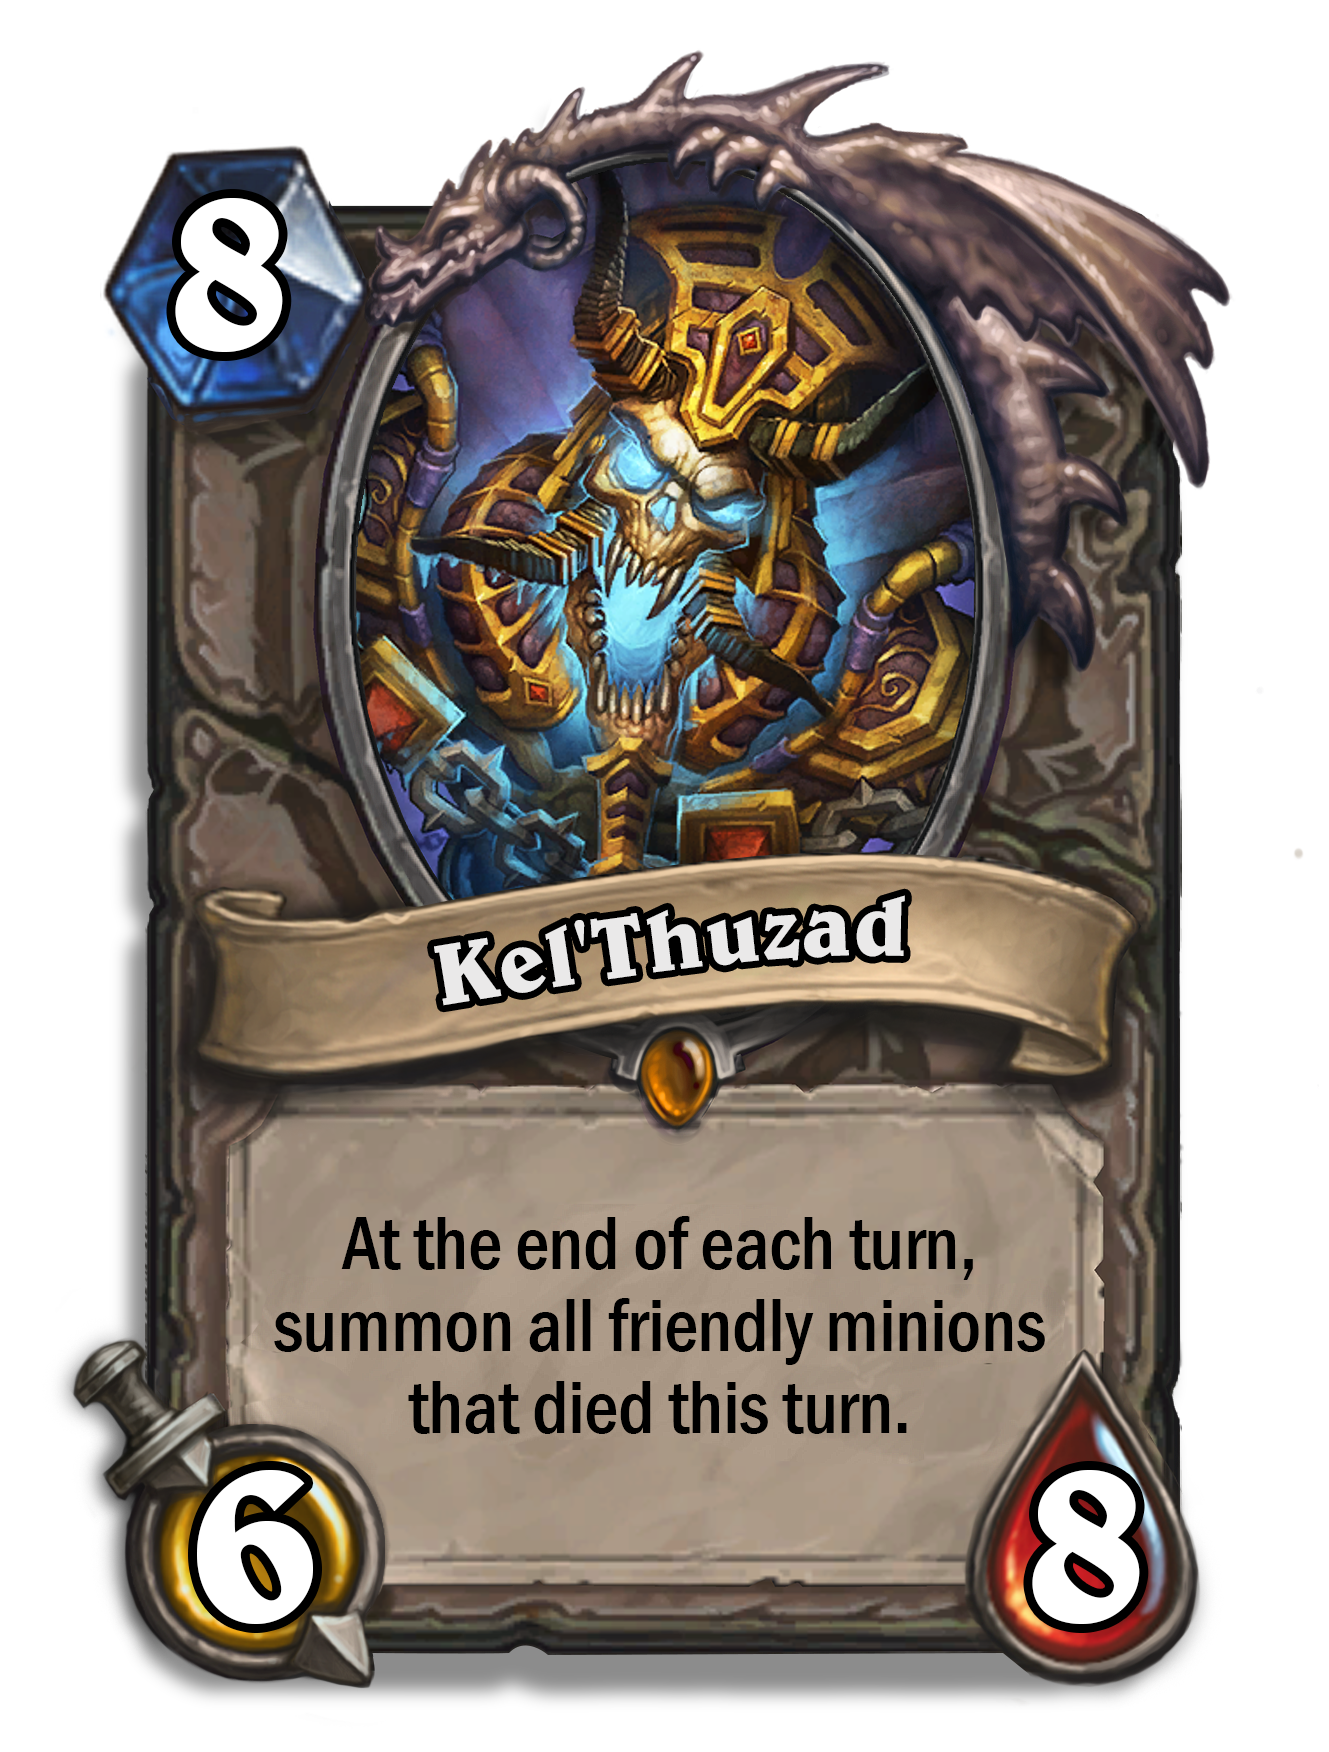 8
Kel'Thuzad
At the end of each turn,
summon all friendly minions
that died this turn.
6
8